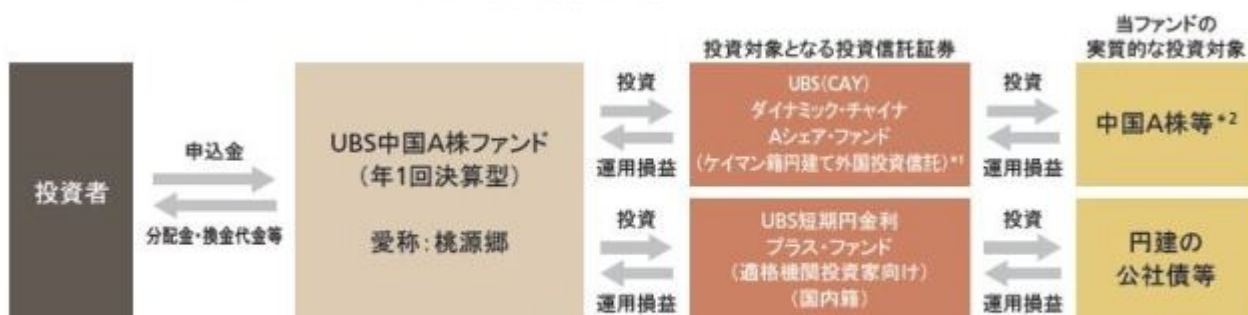 投資者
申込金
分配金・換金代金等
UBS中国A株ファンド
(年1回決算型)
愛称:桃源郷
投資
運用損益
投資
運用損益
投資対象となる投資信託証券
UBS(CAY)
ダイナミック・チャイナ
Aシェア・ファンド
(ケイマン籍円建て外国投資信託)*1
UBS短期円金利
プラス・ファンド
(適格機関投資家向け)
(国内籍)
投資
運用損益
投資
運用損益
当ファンドの
実質的な投資対象
中国A株等*2
円建の
公社債等